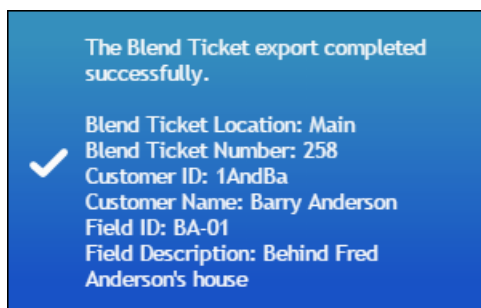 The Blend Ticket export completed
successfully.
Blend Ticket Location: Main
Blend Ticket Number: 258
Customer ID: 1AndBa
Customer Name: Barry Anderson
Field ID: BA-01
Field Description: Behind Fred
Anderson's house